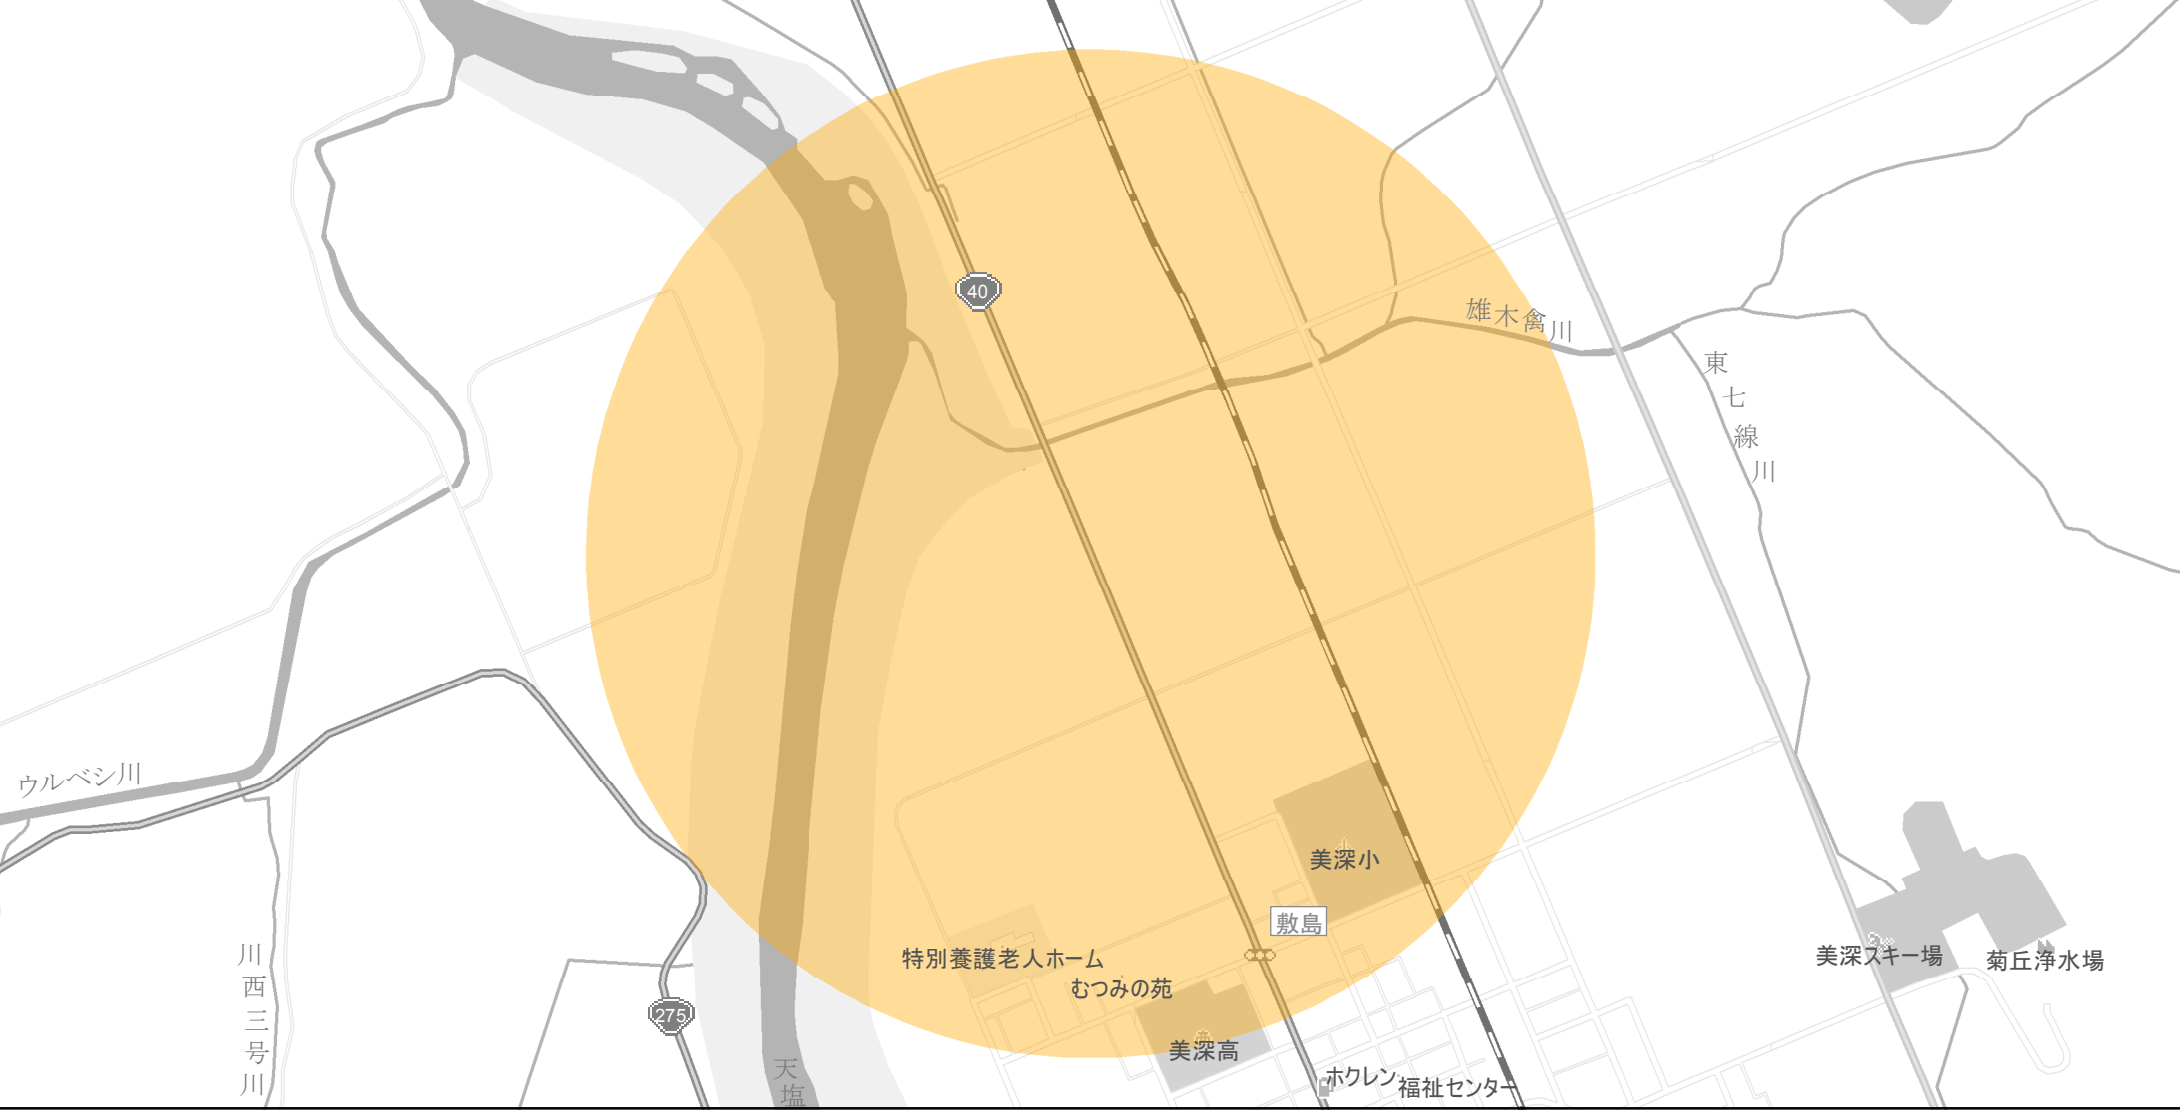 40
雄木禽川
東七線川
ウルベシ川
美深小
敷島
特別養護老人ホーム
むつみの苑
美深スキー場
菊丘浄水場
川西三号川
275
美深高
天塩
ホクレン
福祉センター